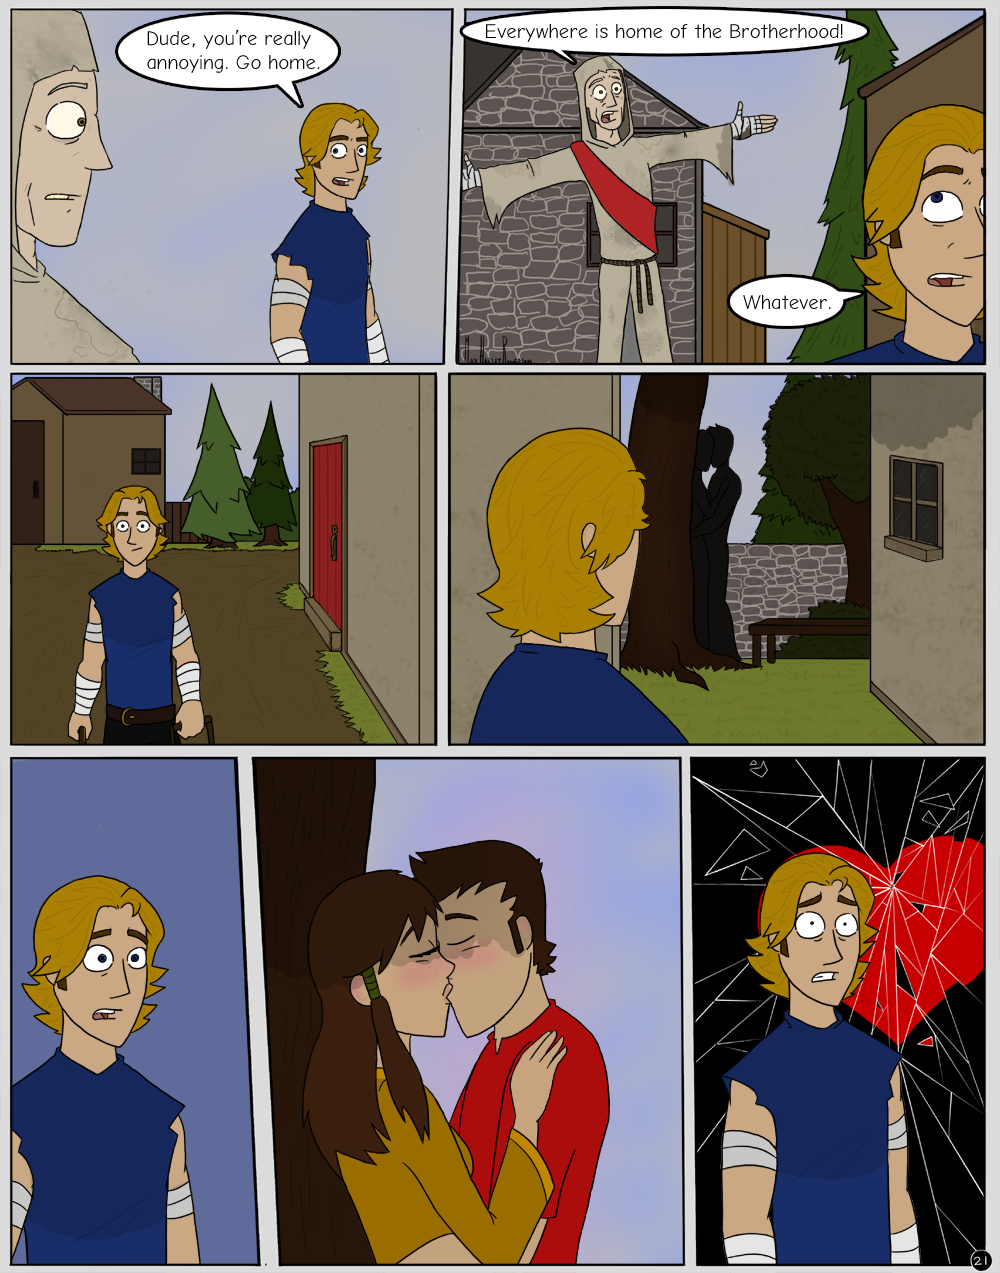 Dude, you're really
annoying. Go home.
Everywhere is home of the Brotherhood!
Whatever.
21